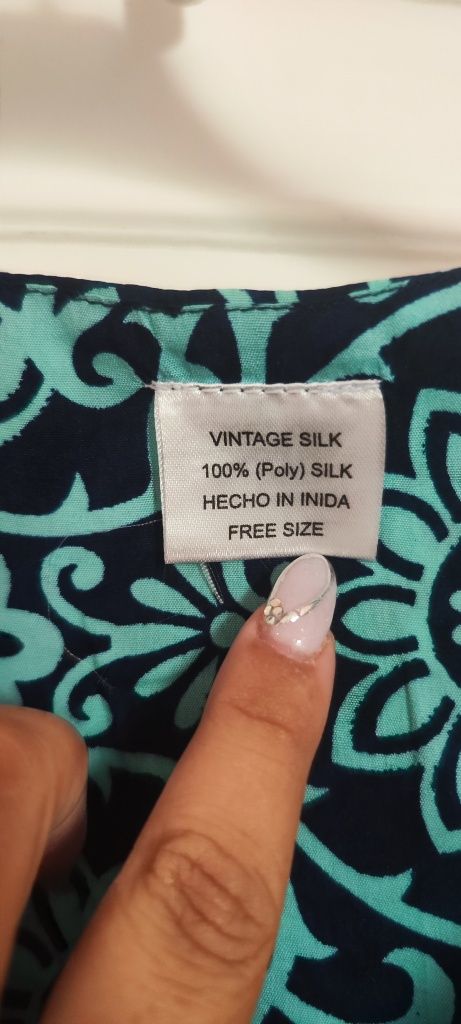 VINTAGE SILK
100% (Poly) SILK
HECHO IN INIDA
FREE SIZE